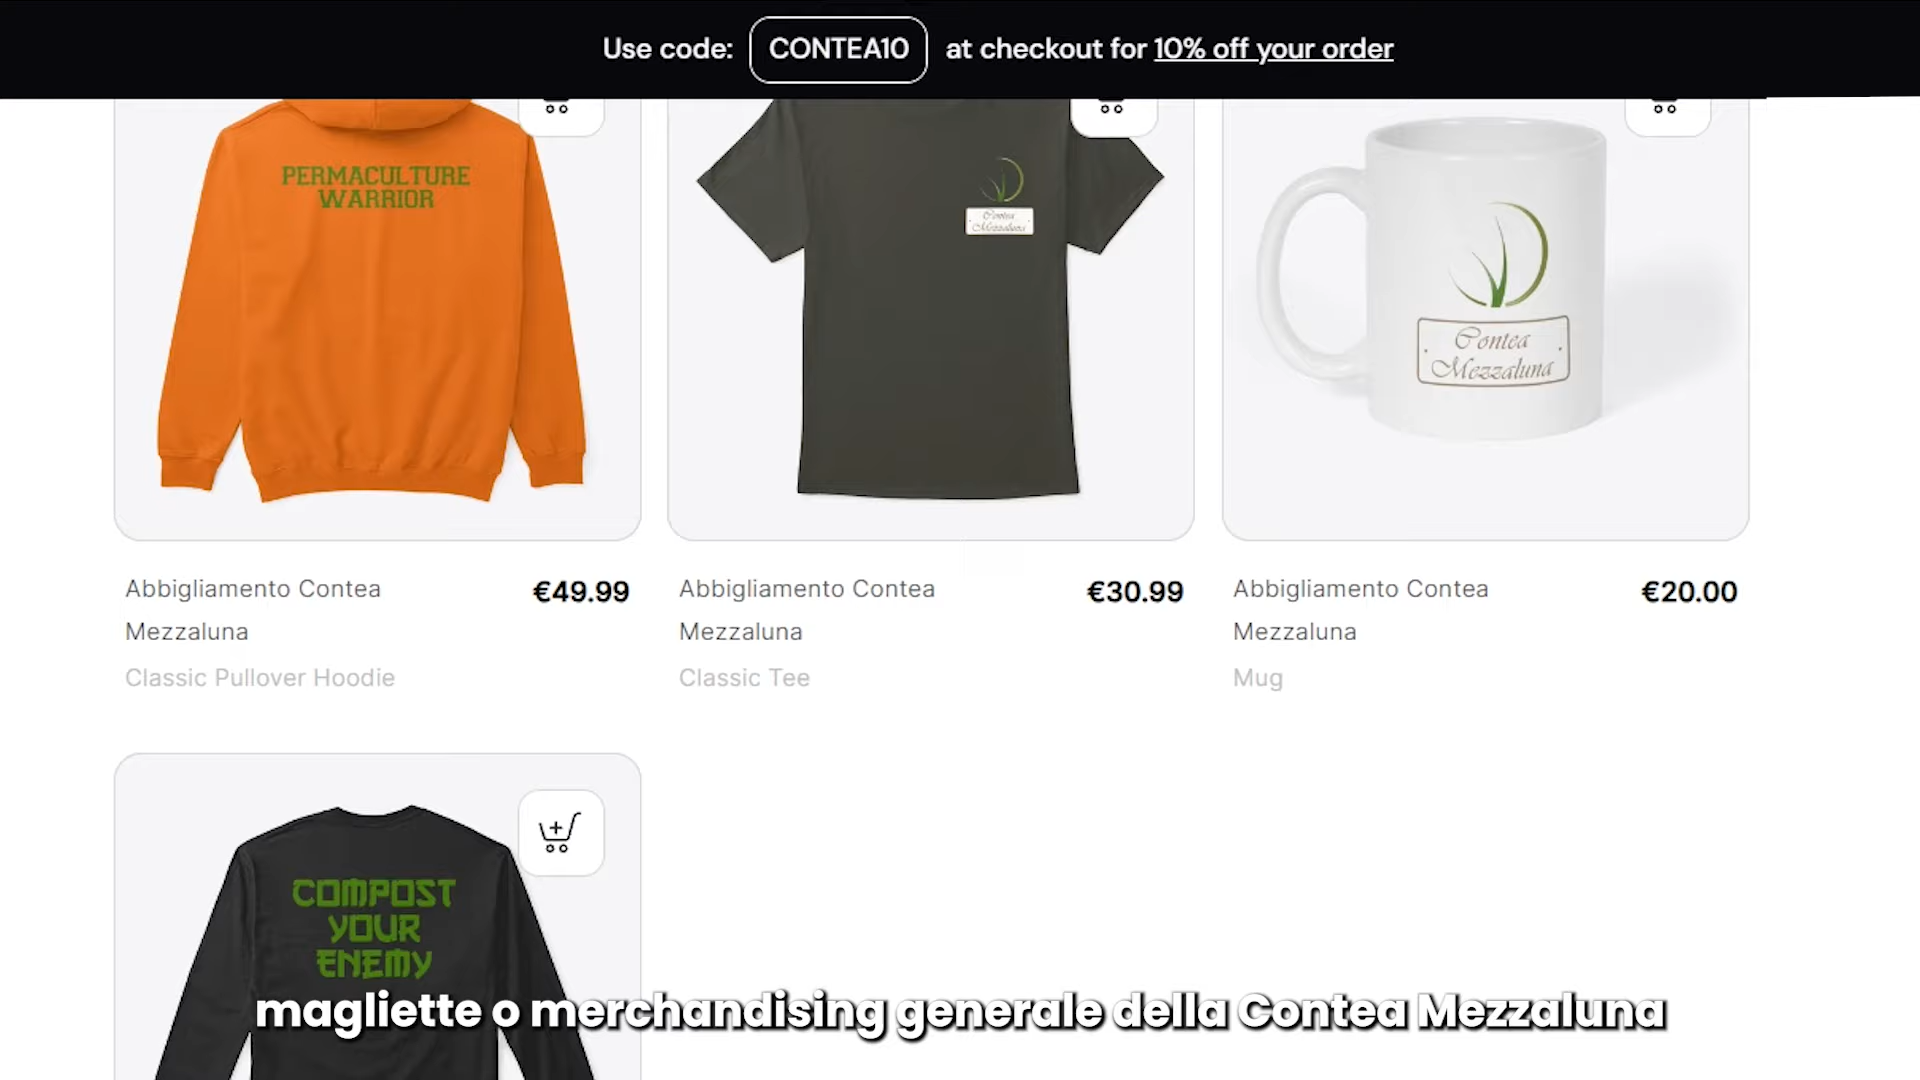 Use code: CONTEA10 at checkout for 10% off your order
PERMACULTURE
WARRIOR
Contea
Mezzaluna
Contea
Mezzaluna
Abbigliamento Contea
Mezzaluna
€49.99
Classic Pullover Hoodie
Abbigliamento Contea
Mezzaluna
€30.99
Classic Tee
Abbigliamento Contea
Mezzaluna
€20.00
Mug
COMPOST
YOUR
ENEMY
magliette o merchandising generale della Contea Mezzaluna